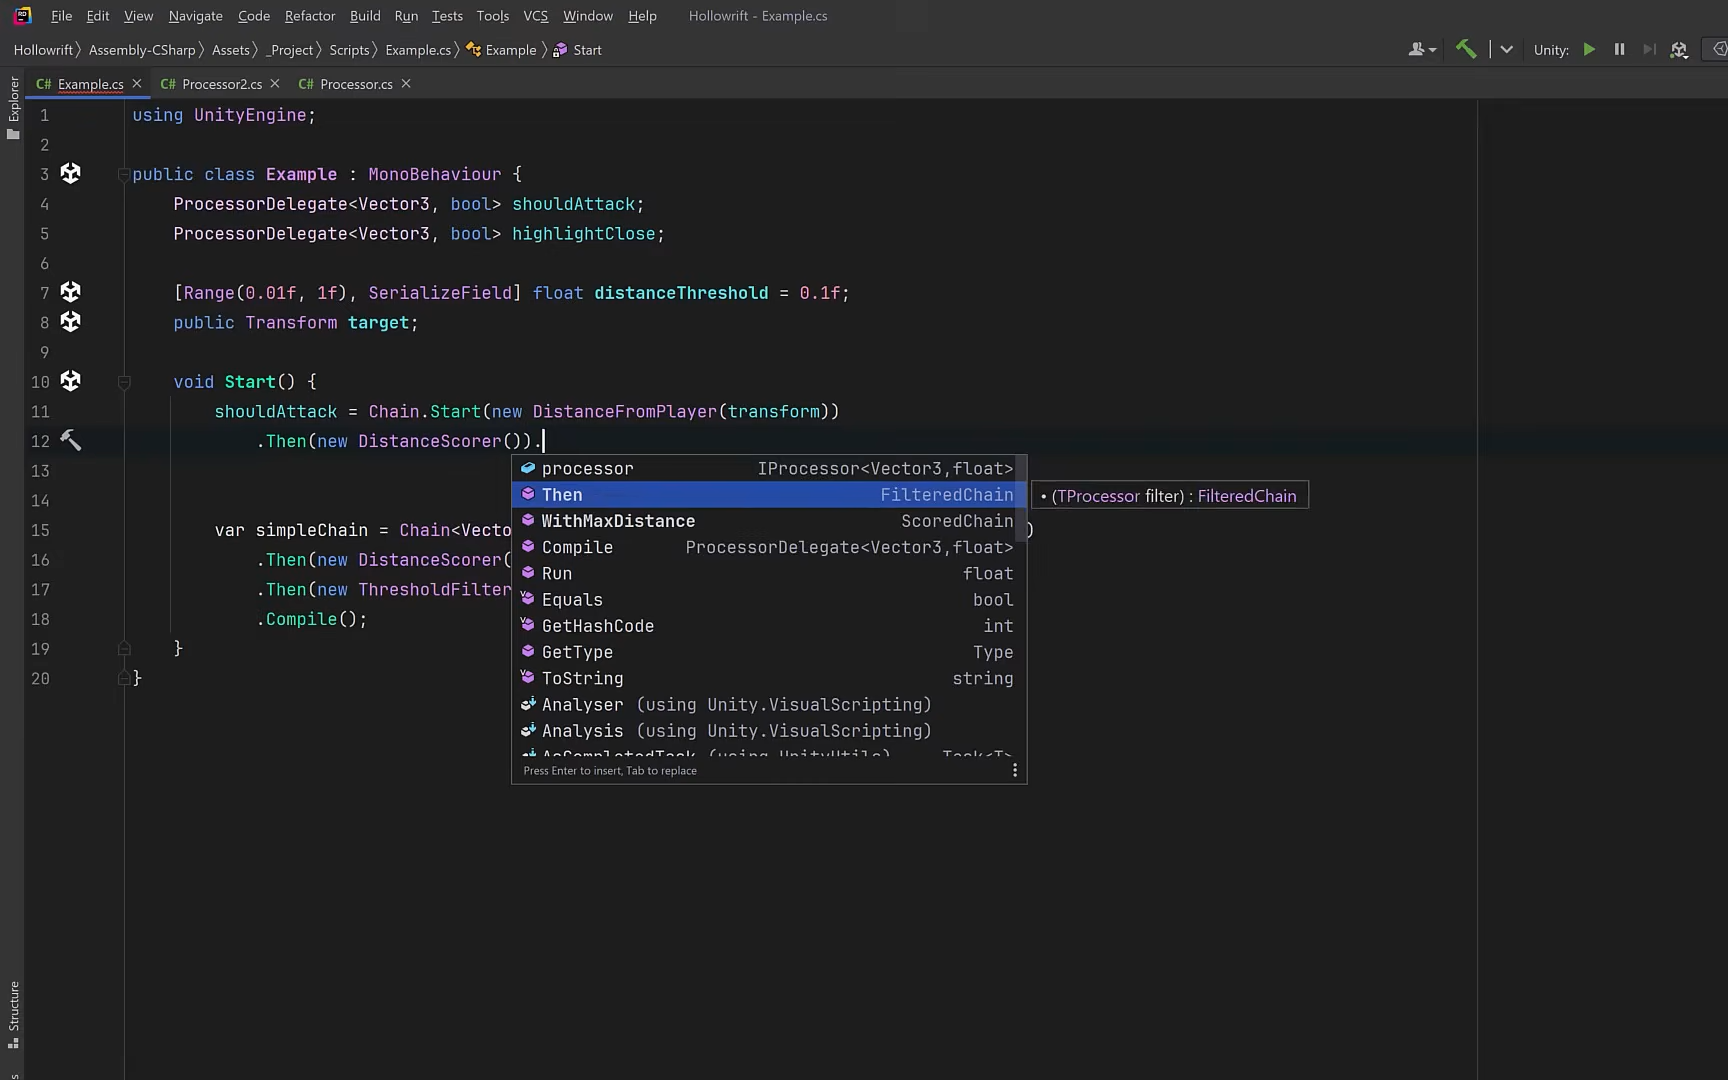 RD File Edit View Navigate Code Refactor Build Run Tests Tools VCS Window Help Hollowrift - Example.cs
Hollowrift Assembly-CSharp Assets _Project Scripts Example.cs Example Start Unity:
C# Example.cs C# Processor2.cs C# Processor.cs
Explorer
1 using UnityEngine;
2
3 public class Example : MonoBehaviour {
4 ProcessorDelegate<Vector3, bool> shouldAttack;
5 ProcessorDelegate<Vector3, bool> highlightClose;
6
7 [Range(0.01f, 1f), SerializeField] float distanceThreshold = 0.1f;
8 public Transform target;
9
10 void Start() {
11 shouldAttack = Chain.Start(new DistanceFromPlayer(transform))
12 .Then(new DistanceScorer()).
13
14
15 var simpleChain = Chain<Vecto )
16 .Then(new DistanceScorer(
17 .Then(new ThresholdFilter
18 .Compile();
19 }
20 }
processor IProcessor<Vector3,float>
Then FilteredChain
• (TProcessor filter) : FilteredChain
WithMaxDistance ScoredChain
Compile ProcessorDelegate<Vector3,float>
Run float
Equals bool
GetHashCode int
GetType Type
ToString string
Analyser (using Unity.VisualScripting)
Analysis (using Unity.VisualScripting)
AsCompletedTask (using UnityUtils) Task<T>
Press Enter to insert, Tab to replace
Structure